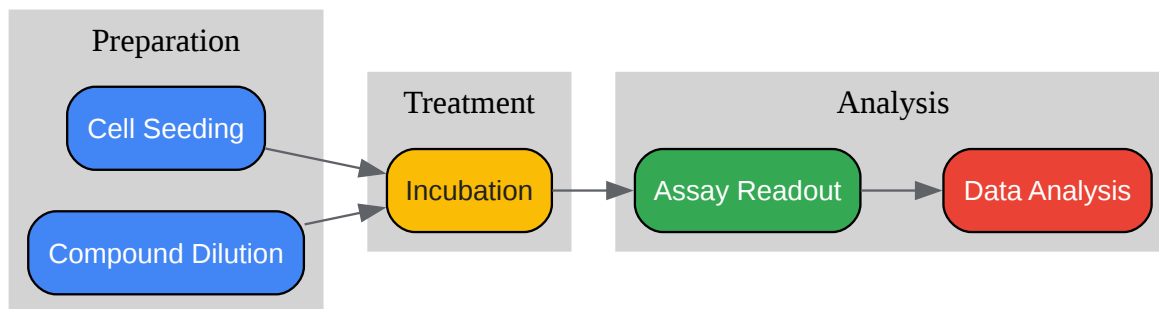 Preparation
Cell Seeding
Compound Dilution
Treatment
Incubation
Analysis
Assay Readout
Data Analysis